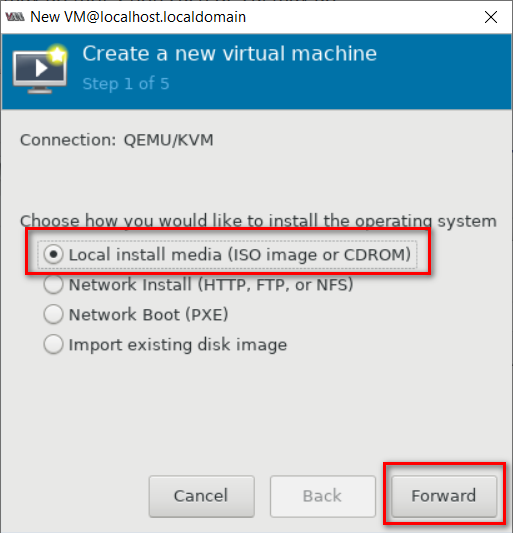 New VM@localhost.localdomain
Create a new virtual machine
Step 1 of 5
Connection: QEMU/KVM
Choose how you would like to install the operating system
Local install media (ISO image or CDROM)
Network Install (HTTP, FTP, or NFS)
Network Boot (PXE)
Import existing disk image
Cancel Back Forward